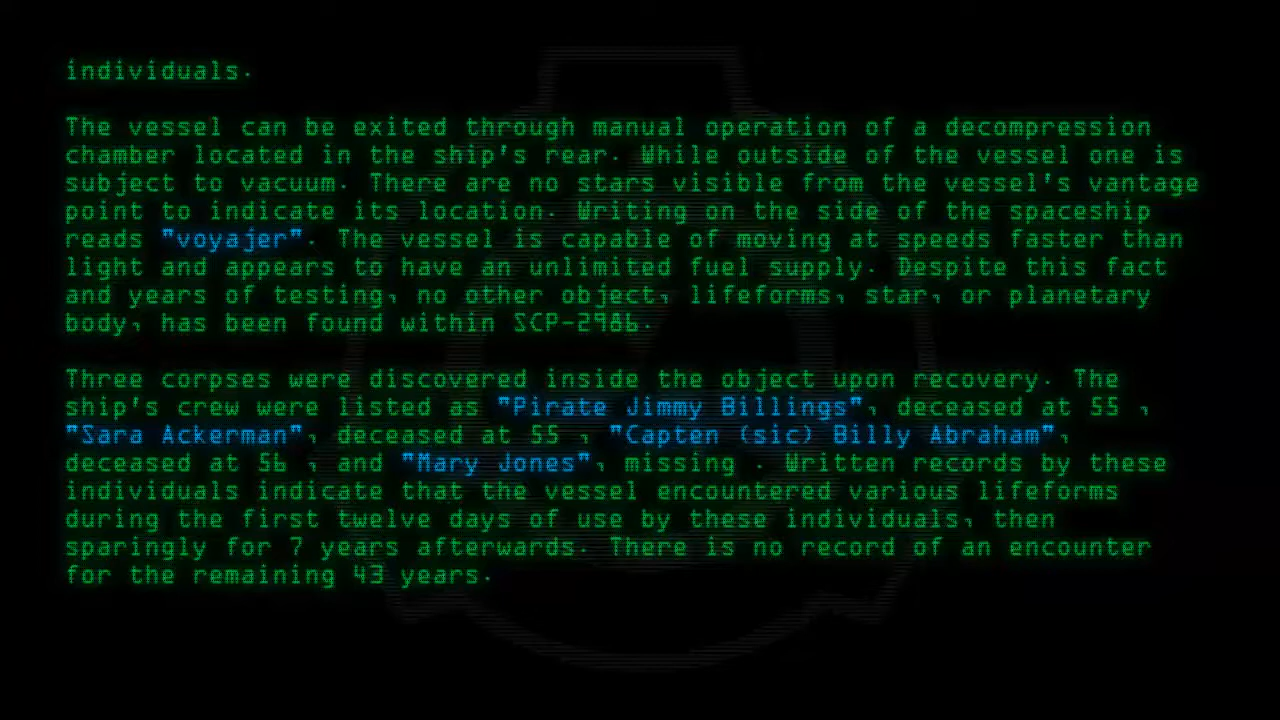 individuals.
The vessel can be exited through manual operation of a decompression
chamber located in the ship's rear. While outside of the vessel one is
subject to vacuum. There are no stars visible from the vessel's vantage
point to indicate its location. Writing on the side of the spaceship
reads "voyajer". The vessel is capable of moving at speeds faster than
light and appears to have an unlimited fuel supply. Despite this fact
and years of testing, no other object, lifeforms, star, or planetary
body, has been found within SCP-2986.
Three corpses were discovered inside the object upon recovery. The
ship's crew were listed as "Pirate Jimmy Billings", deceased at 55 ,
"Sara Ackerman", deceased at 55 , "Capten (sic) Billy Abraham",
deceased at 56 , and "Mary Jones", missing . Written records by these
individuals indicate that the vessel encountered various lifeforms
during the first twelve days of use by these individuals, then
sparingly for 7 years afterwards. There is no record of an encounter
for the remaining 43 years.